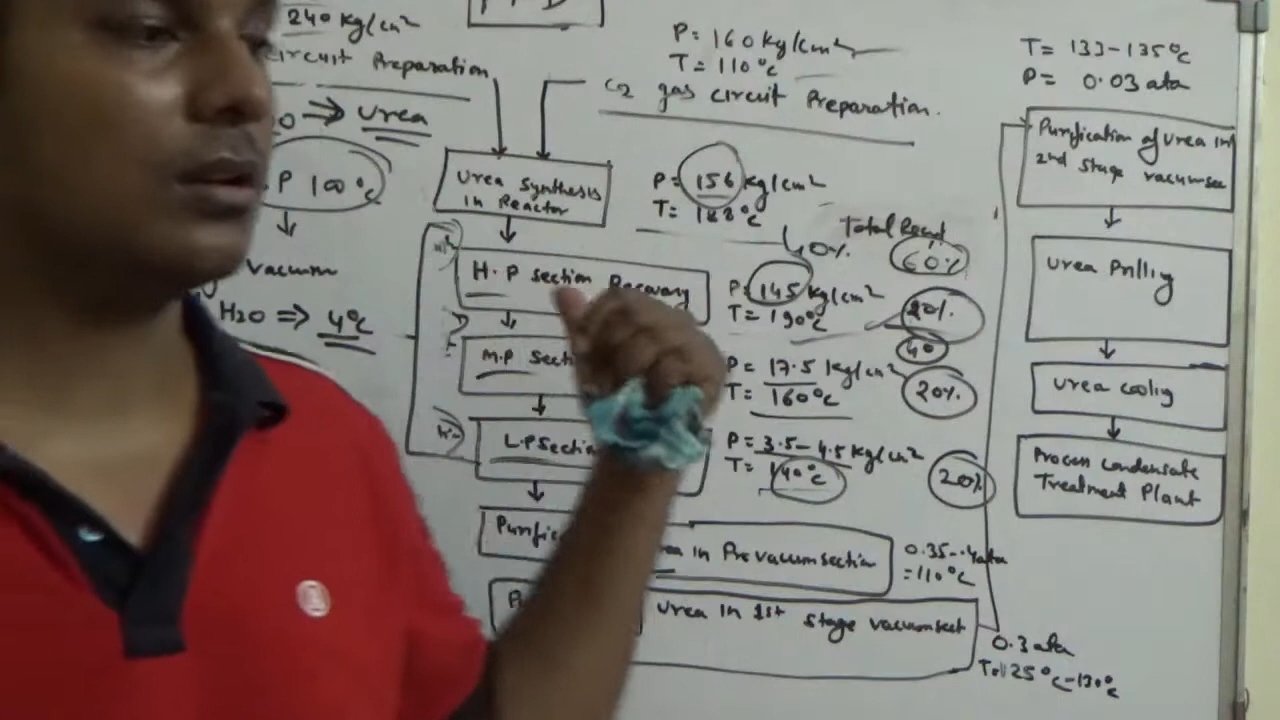 240 kg/cm²
circuit Preparation
⇒ Urea
P 100°C
vacuum
H2O ⇒ 4°C
P = 160 kg/cm²
T = 110°C
CO2 gas circuit Preparation.
Urea synthesis
in Reactor
P = 156 kg/cm²
T = 188°C
40%
Total Recd
60%
H.P section Recovery
P = 145 kg/cm²
T = 190°C
20%
40
M.P Secti
P = 17.5 kg/cm²
T = 160°C
20%
L.P Section
P = 3.5 - 4.5 kg/cm²
T = 140°C
20%
Purific
in Prevacuum section
0.35-.4 ata
= 110°C
Urea in 1st stage vacuum sect
0.3 ata
T = 125°C - 130°C
T = 133-135°C
P = 0.03 ata
Purification of Urea in
2nd stage vacuum
Urea Prilling
Urea cooling
Process Condensate
Treatment Plant